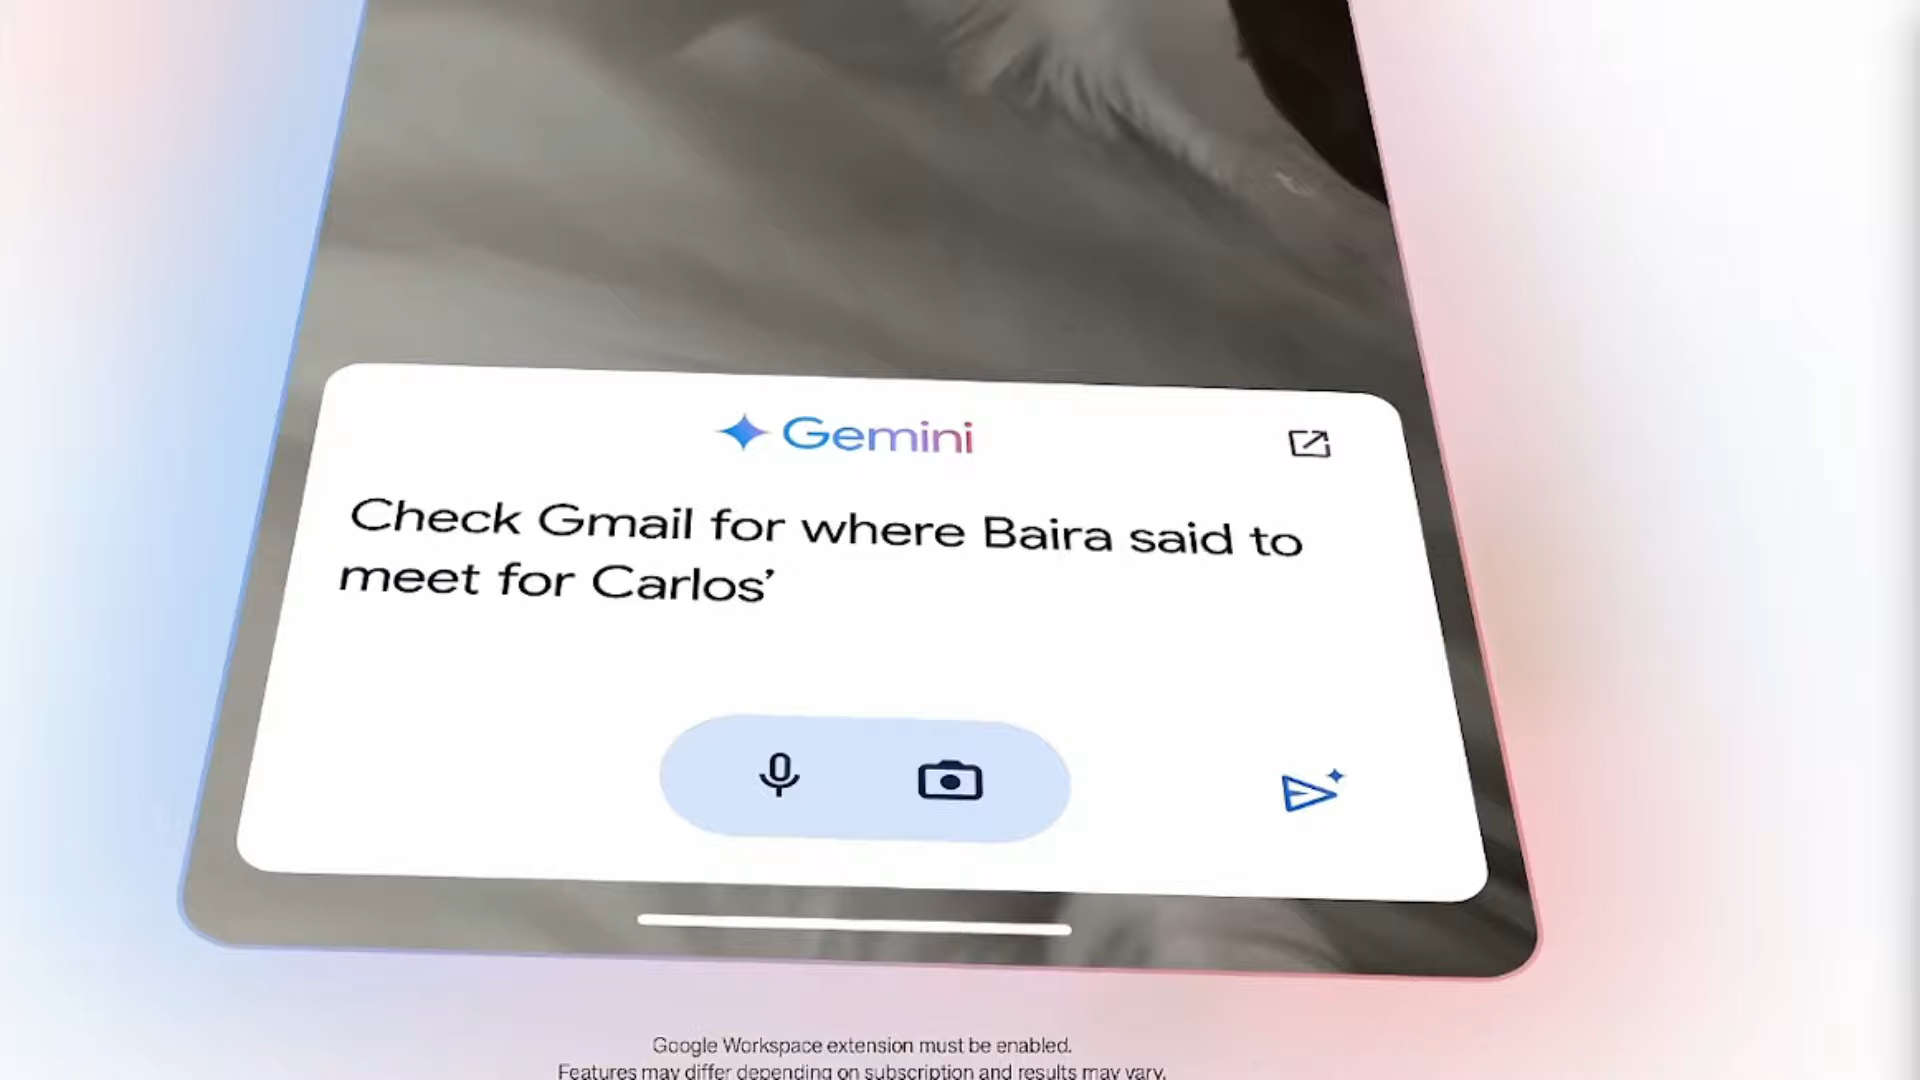 Gemini
Check Gmail for where Baira said to
meet for Carlos’
Google Workspace extension must be enabled.
Features may differ depending on subscription and results may vary.